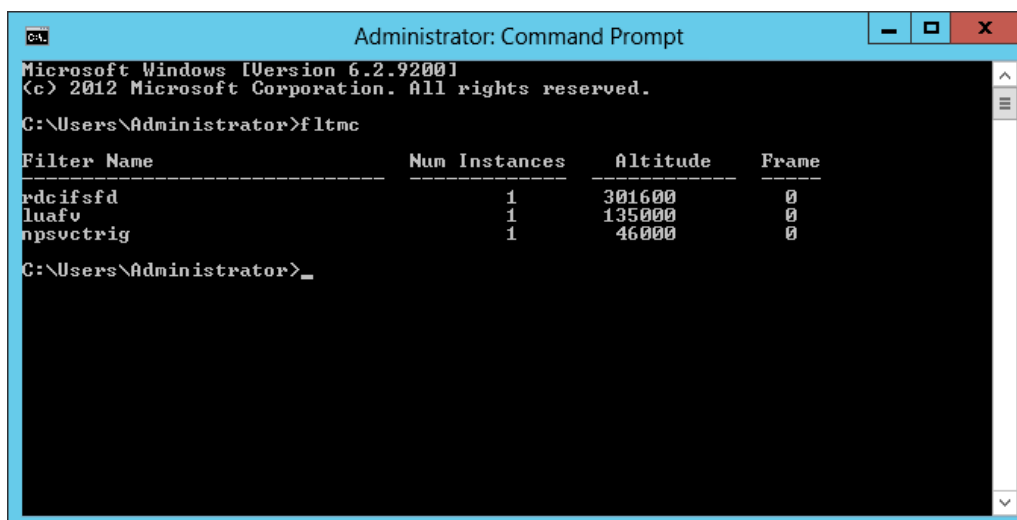 Administrator: Command Prompt
Microsoft Windows [Version 6.2.9200]
(c) 2012 Microsoft Corporation. All rights reserved.
C:\Users\Administrator>fltmc
Filter Name Num Instances Altitude Frame
------------------------------ ------------- ------------ -----
rdcifsfd 1 301600 0
luafv 1 135000 0
npsvctrig 1 46000 0
C:\Users\Administrator>_